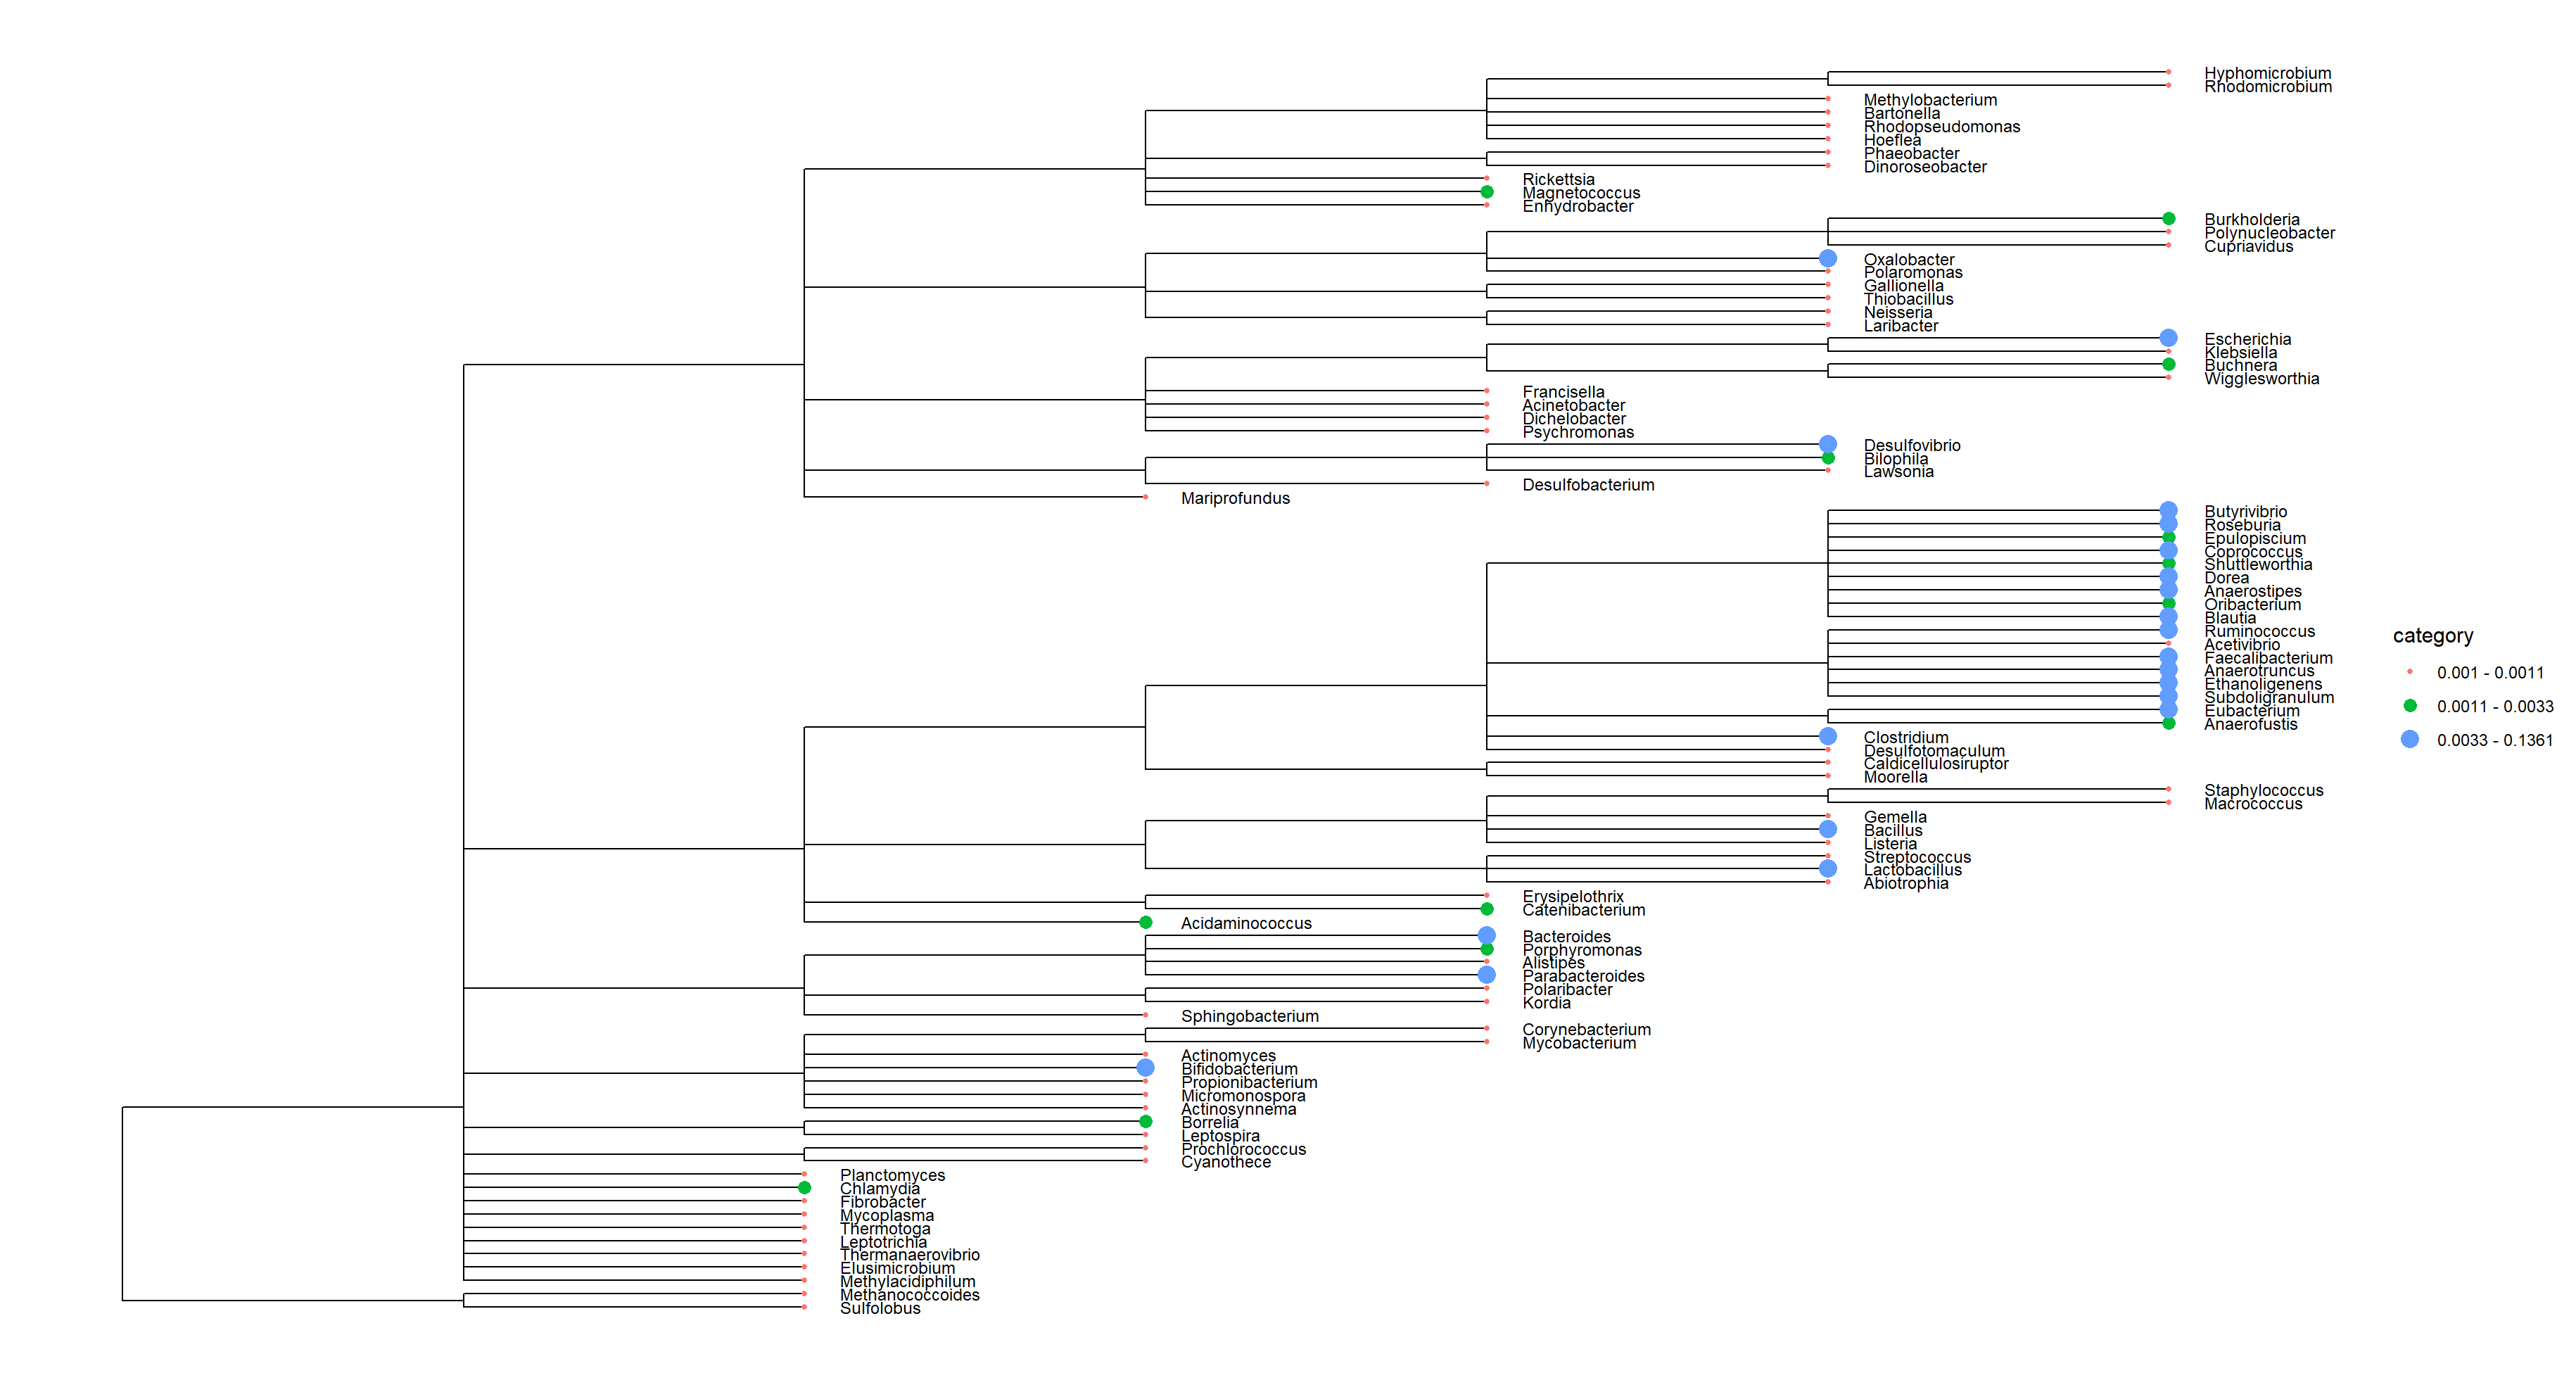 Hyphomicrobium
Rhodomicrobium
Methylobacterium
Bartonella
Rhodopseudomonas
Hoeflea
Phaeobacter
Dinoroseobacter
Rickettsia
Magnetococcus
Enhydrobacter
Burkholderia
Polynucleobacter
Cupriavidus
Oxalobacter
Polaromonas
Gallionella
Thiobacillus
Neisseria
Laribacter
Escherichia
Klebsiella
Buchnera
Wigglesworthia
Francisella
Acinetobacter
Dichelobacter
Psychromonas
Desulfovibrio
Bilophila
Lawsonia
Desulfobacterium
Mariprofundus
Butyrivibrio
Roseburia
Epulopiscium
Coprococcus
Shuttleworthia
Dorea
Anaerostipes
Oribacterium
Blautia
Ruminococcus
Acetivibrio
Faecalibacterium
Anaerotruncus
Ethanoligenens
Subdoligranulum
Eubacterium
Anaerofustis
Clostridium
Desulfotomaculum
Caldicellulosiruptor
Moorella
Staphylococcus
Macrococcus
Gemella
Bacillus
Listeria
Streptococcus
Lactobacillus
Abiotrophia
Erysipelothrix
Catenibacterium
Acidaminococcus
Bacteroides
Porphyromonas
Alistipes
Parabacteroides
Polaribacter
Kordia
Sphingobacterium
Corynebacterium
Mycobacterium
Actinomyces
Bifidobacterium
Propionibacterium
Micromonospora
Actinosynnema
Borrelia
Leptospira
Prochlorococcus
Cyanothece
Planctomyces
Chlamydia
Fibrobacter
Mycoplasma
Thermotoga
Leptotrichia
Thermanaerovibrio
Elusimicrobium
Methylacidiphilum
Methanococcoides
Sulfolobus
category
0.001 - 0.0011
0.0011 - 0.0033
0.0033 - 0.1361